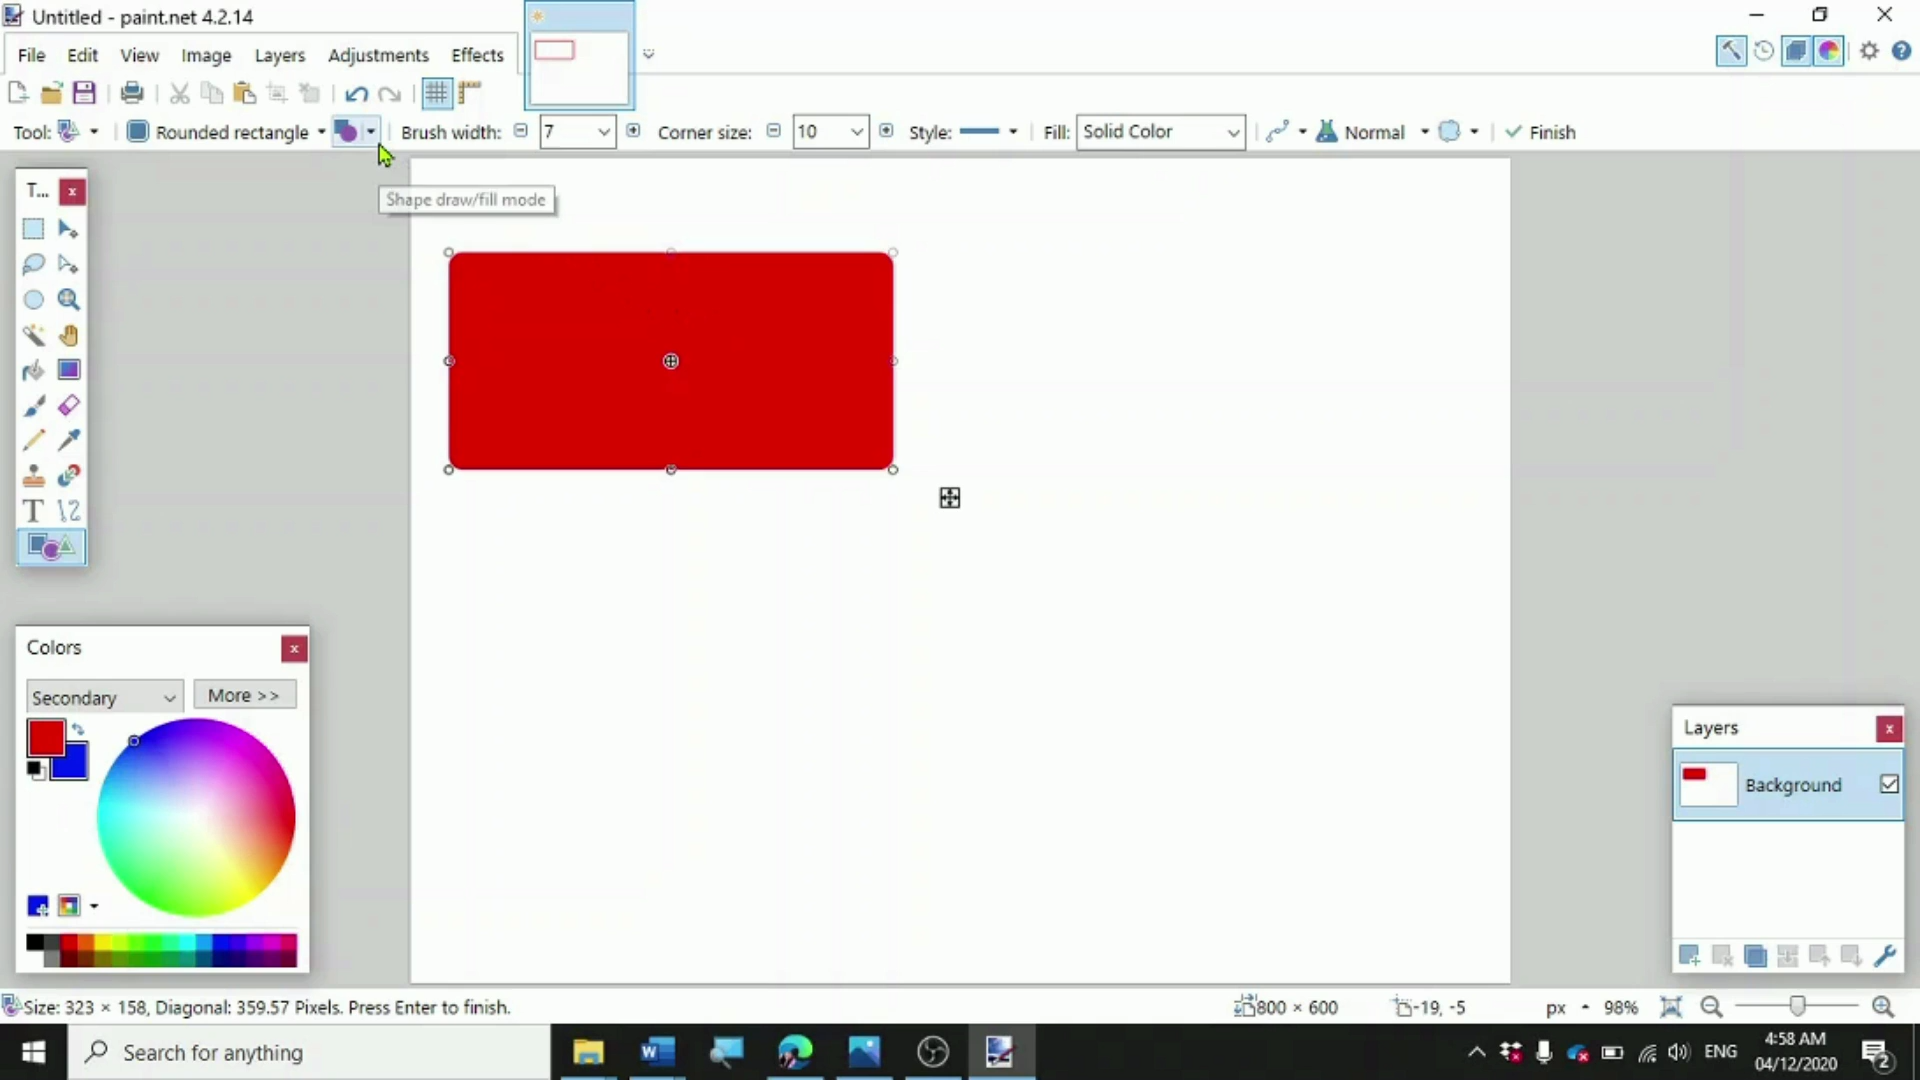 Untitled - paint.net 4.2.14
File Edit View Image Layers Adjustments Effects
Tool: Rounded rectangle Brush width: 7 Corner size: 10 Style: Fill: Solid Color Normal Finish
Shape draw/fill mode
T...
Colors
Secondary More >>
Layers
Background
Size: 323 × 158, Diagonal: 359.57 Pixels. Press Enter to finish.
800 × 600 -19, -5 px 98%
Search for anything
ENG
4:58 AM
04/12/2020
2